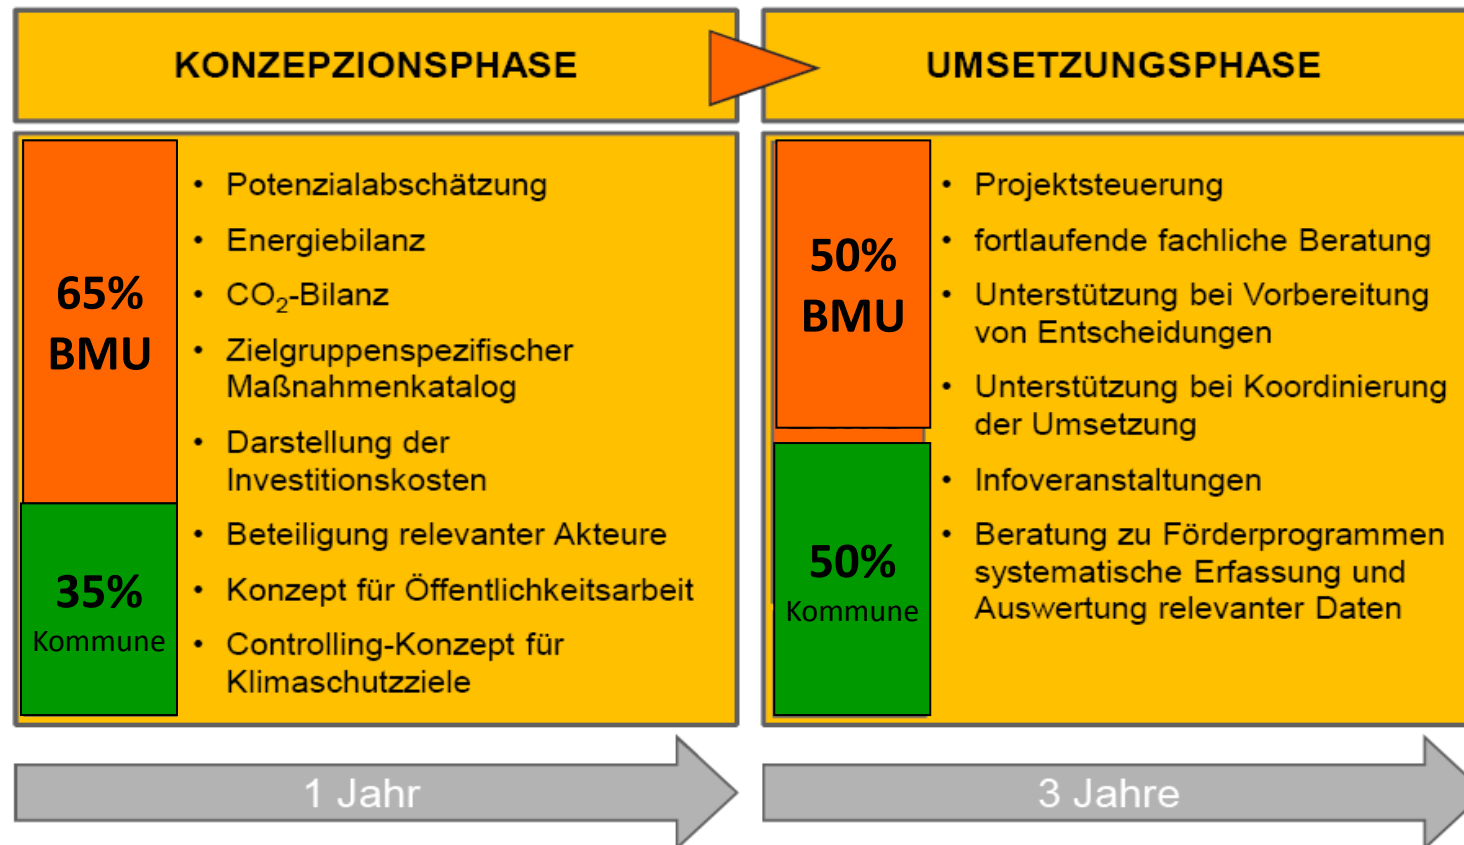 KONZEPZIONSPHASE
65%
BMU
35%
Kommune
• Potenzialabschätzung
• Energiebilanz
• CO₂-Bilanz
• Zielgruppenspezifischer
Maßnahmenkatalog
• Darstellung der
Investitionskosten
• Beteiligung relevanter Akteure
• Konzept für Öffentlichkeitsarbeit
• Controlling-Konzept für
Klimaschutzziele
1 Jahr
UMSETZUNGSPHASE
50%
BMU
50%
Kommune
• Projektsteuerung
• fortlaufende fachliche Beratung
• Unterstützung bei Vorbereitung
von Entscheidungen
• Unterstützung bei Koordinierung
der Umsetzung
• Infoveranstaltungen
• Beratung zu Förderprogrammen
systematische Erfassung und
Auswertung relevanter Daten
3 Jahre